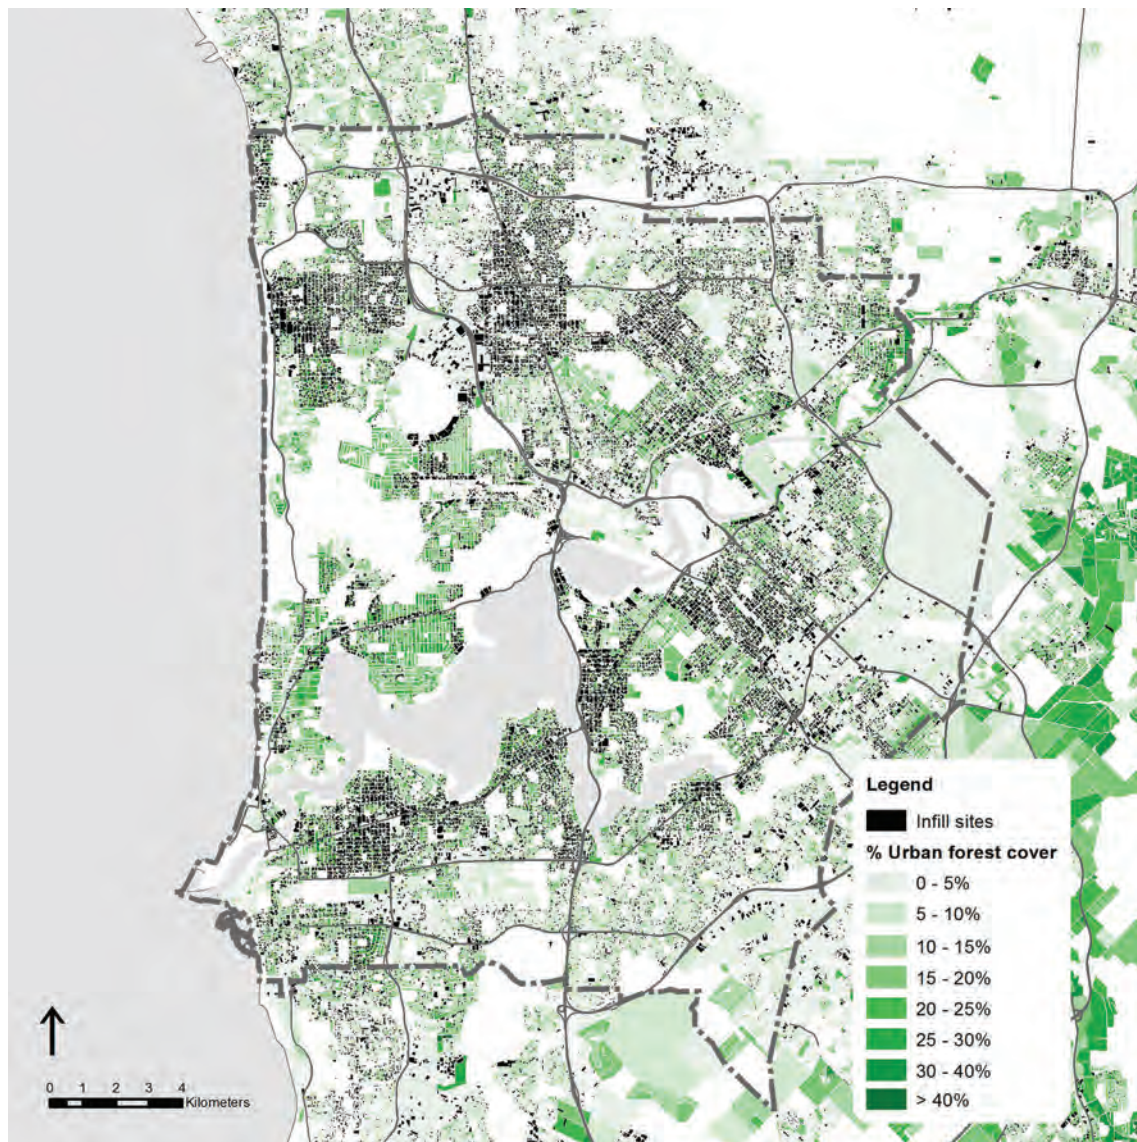 Legend
Infill sites
% Urban forest cover
0 - 5%
5 - 10%
10 - 15%
15 - 20%
20 - 25%
25 - 30%
30 - 40%
> 40%
0 1 2 3 4
Kilometers